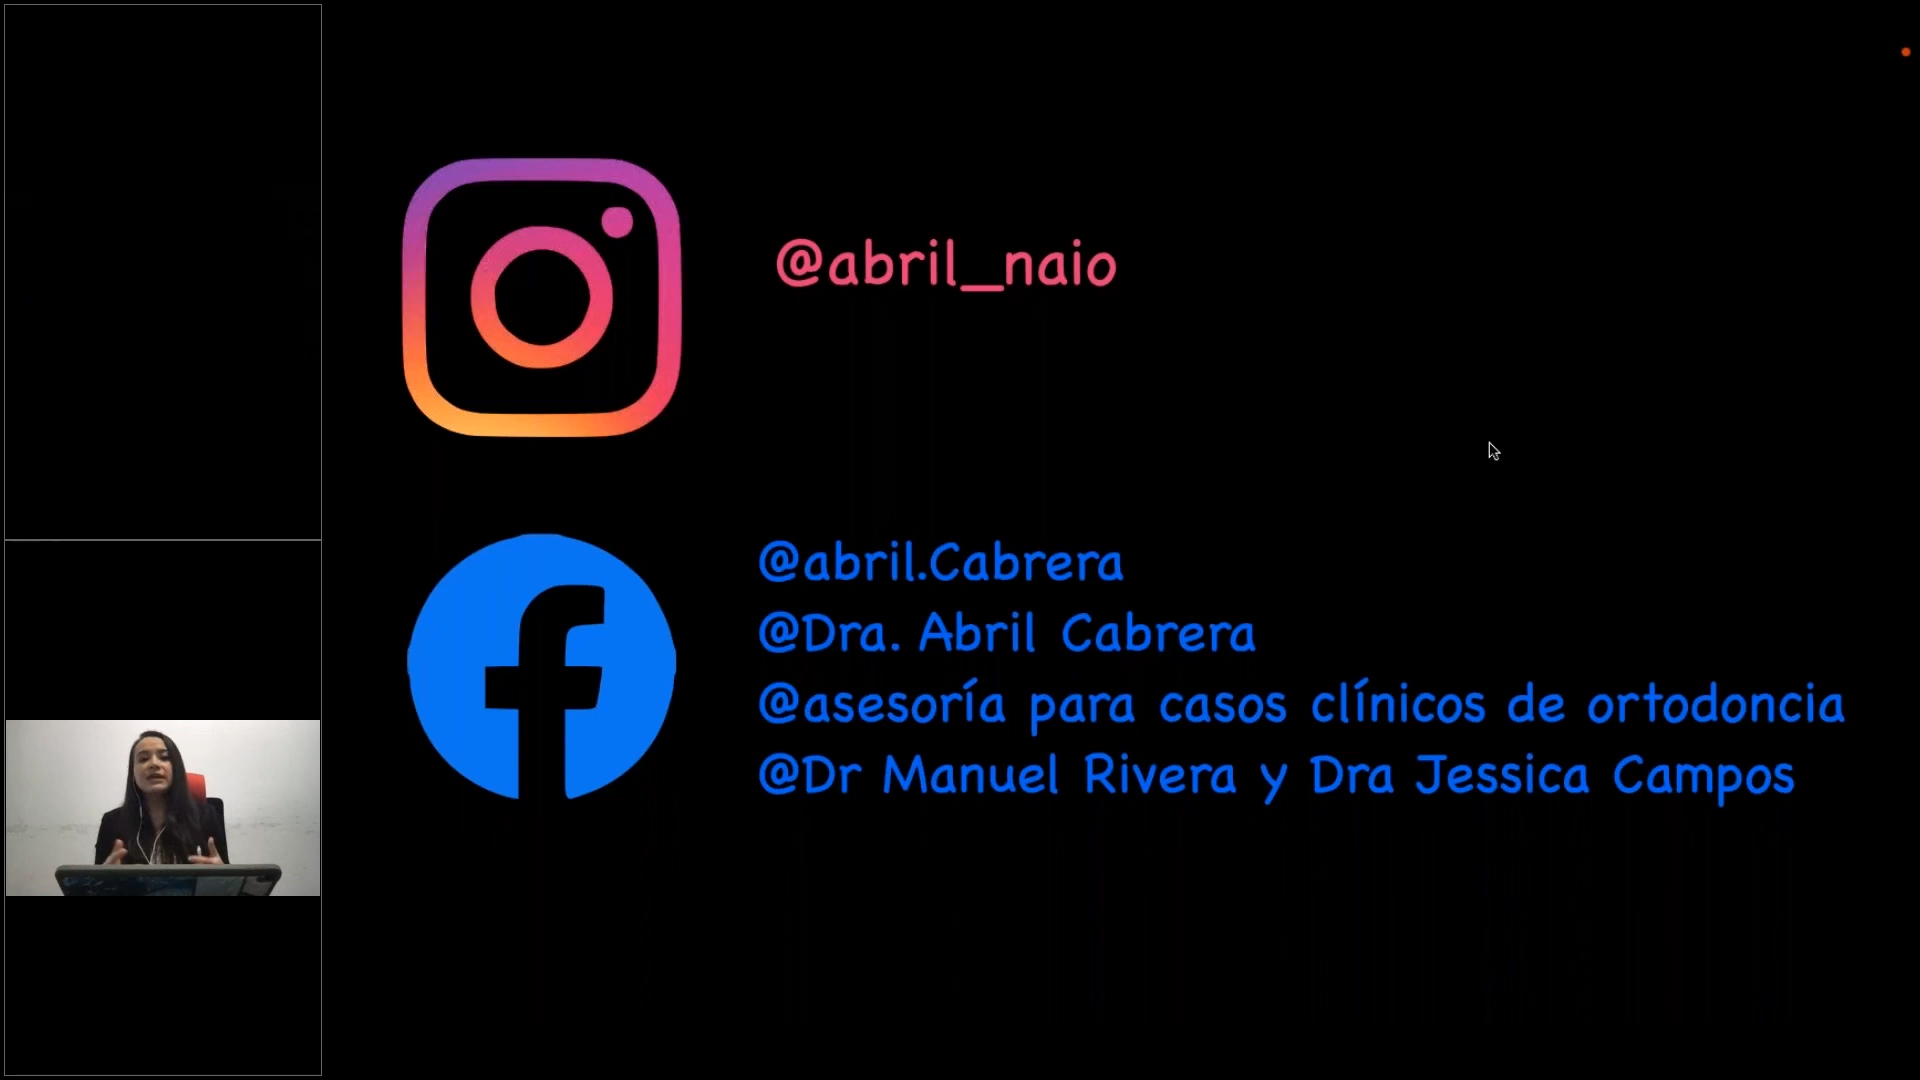 @abril_naio
@abril.Cabrera
@Dra. Abril Cabrera
@asesoría para casos clínicos de ortodoncia
@Dr Manuel Rivera y Dra Jessica Campos